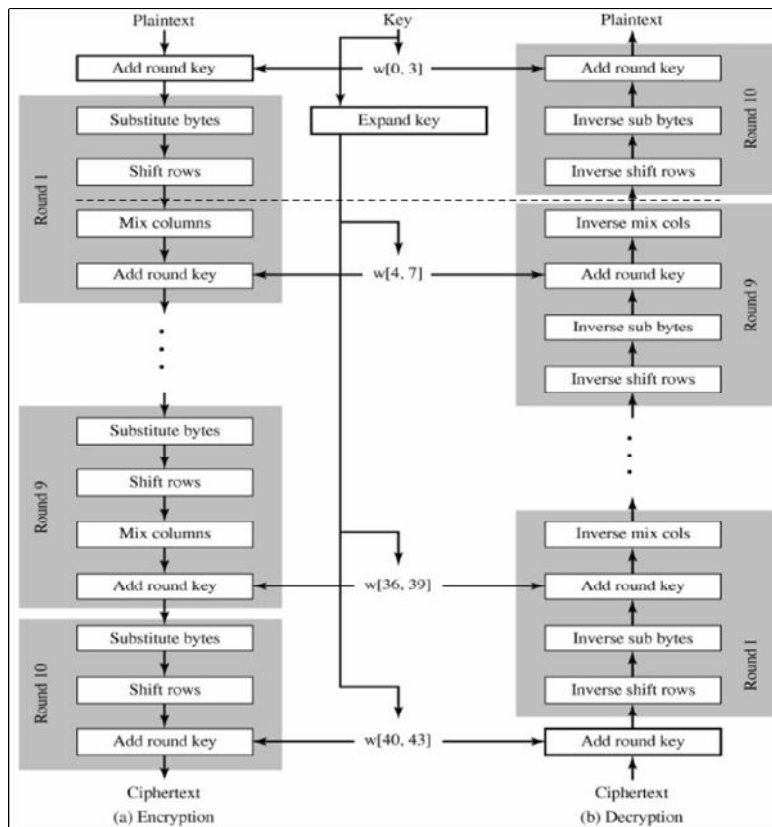 Plaintext
Add round key
Round 1
Substitute bytes
Shift rows
Mix columns
Add round key
Round 9
Substitute bytes
Shift rows
Mix columns
Add round key
Round 10
Substitute bytes
Shift rows
Add round key
Ciphertext
(a) Encryption
Key
w[0, 3]
Expand key
w[4, 7]
w[36, 39]
w[40, 43]
Plaintext
Add round key
Inverse sub bytes
Inverse shift rows
Round 10
Inverse mix cols
Add round key
Inverse sub bytes
Inverse shift rows
Round 9
Inverse mix cols
Add round key
Inverse sub bytes
Inverse shift rows
Round 1
Add round key
Ciphertext
(b) Decryption